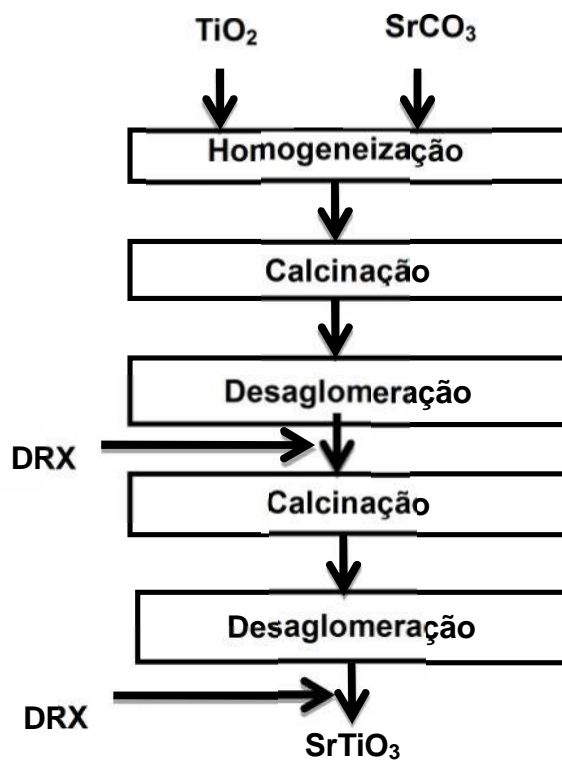 TiO₂ SrCO₃
Homogeneização
Calcinação
Desaglomeração
DRX
Calcinação
Desaglomeração
DRX
SrTiO₃